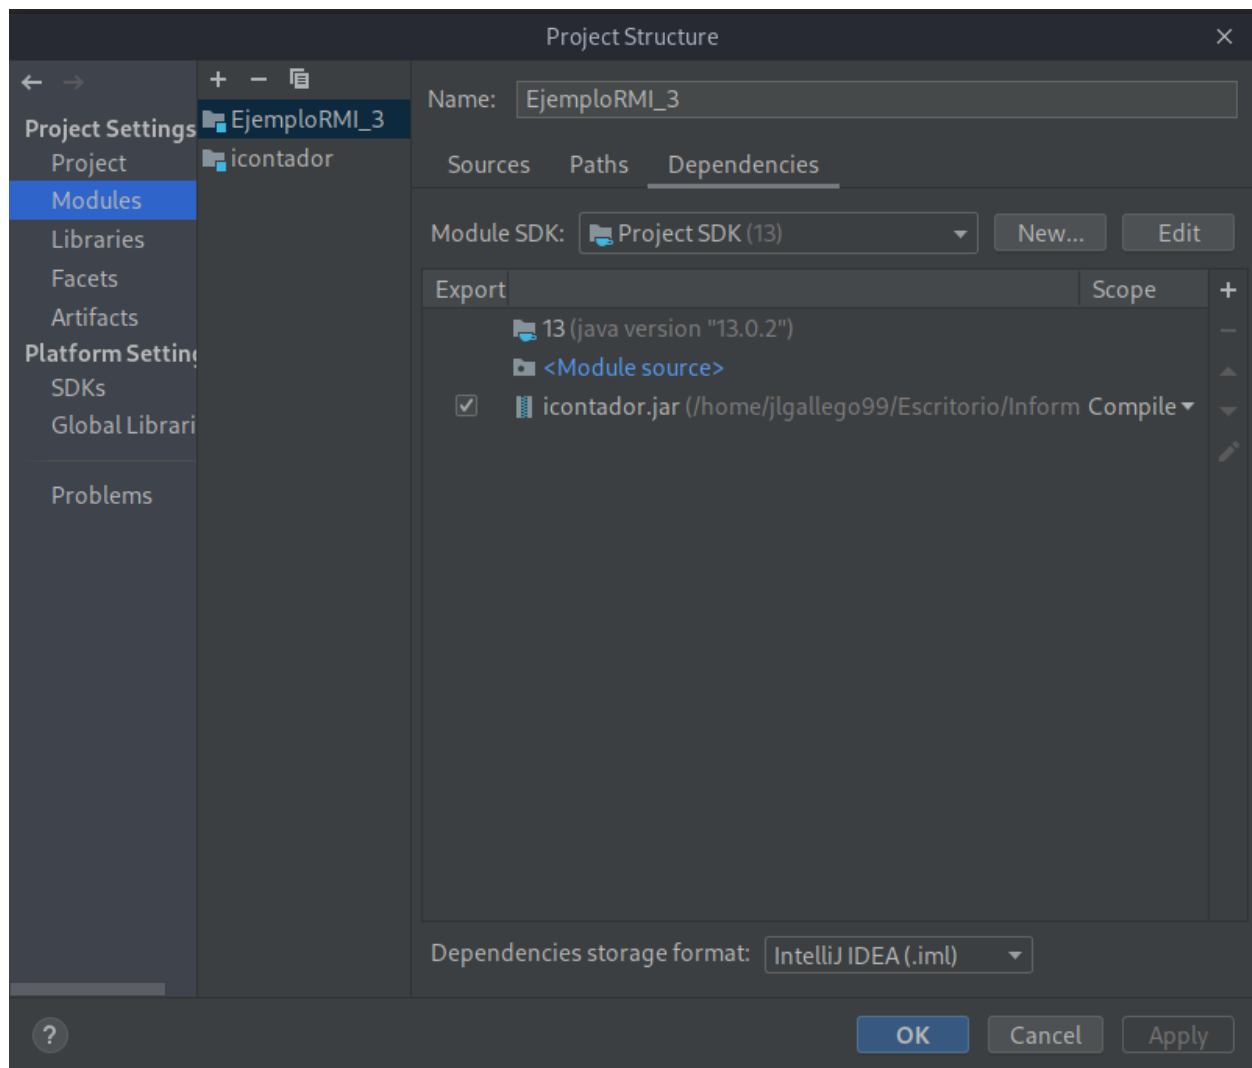 Project Structure
Project Settings
Project
Modules
Libraries
Facets
Artifacts
Platform Setting
SDKs
Global Librari
Problems
EjemploRMI_3
icontador
Name: EjemploRMI_3
Sources Paths Dependencies
Module SDK: Project SDK (13) New... Edit
Export Scope
13 (java version "13.0.2")
<Module source>
icontador.jar (/home/jlgallego99/Escritorio/Inform Compile
Dependencies storage format: IntelliJ IDEA (.iml)
? OK Cancel Apply